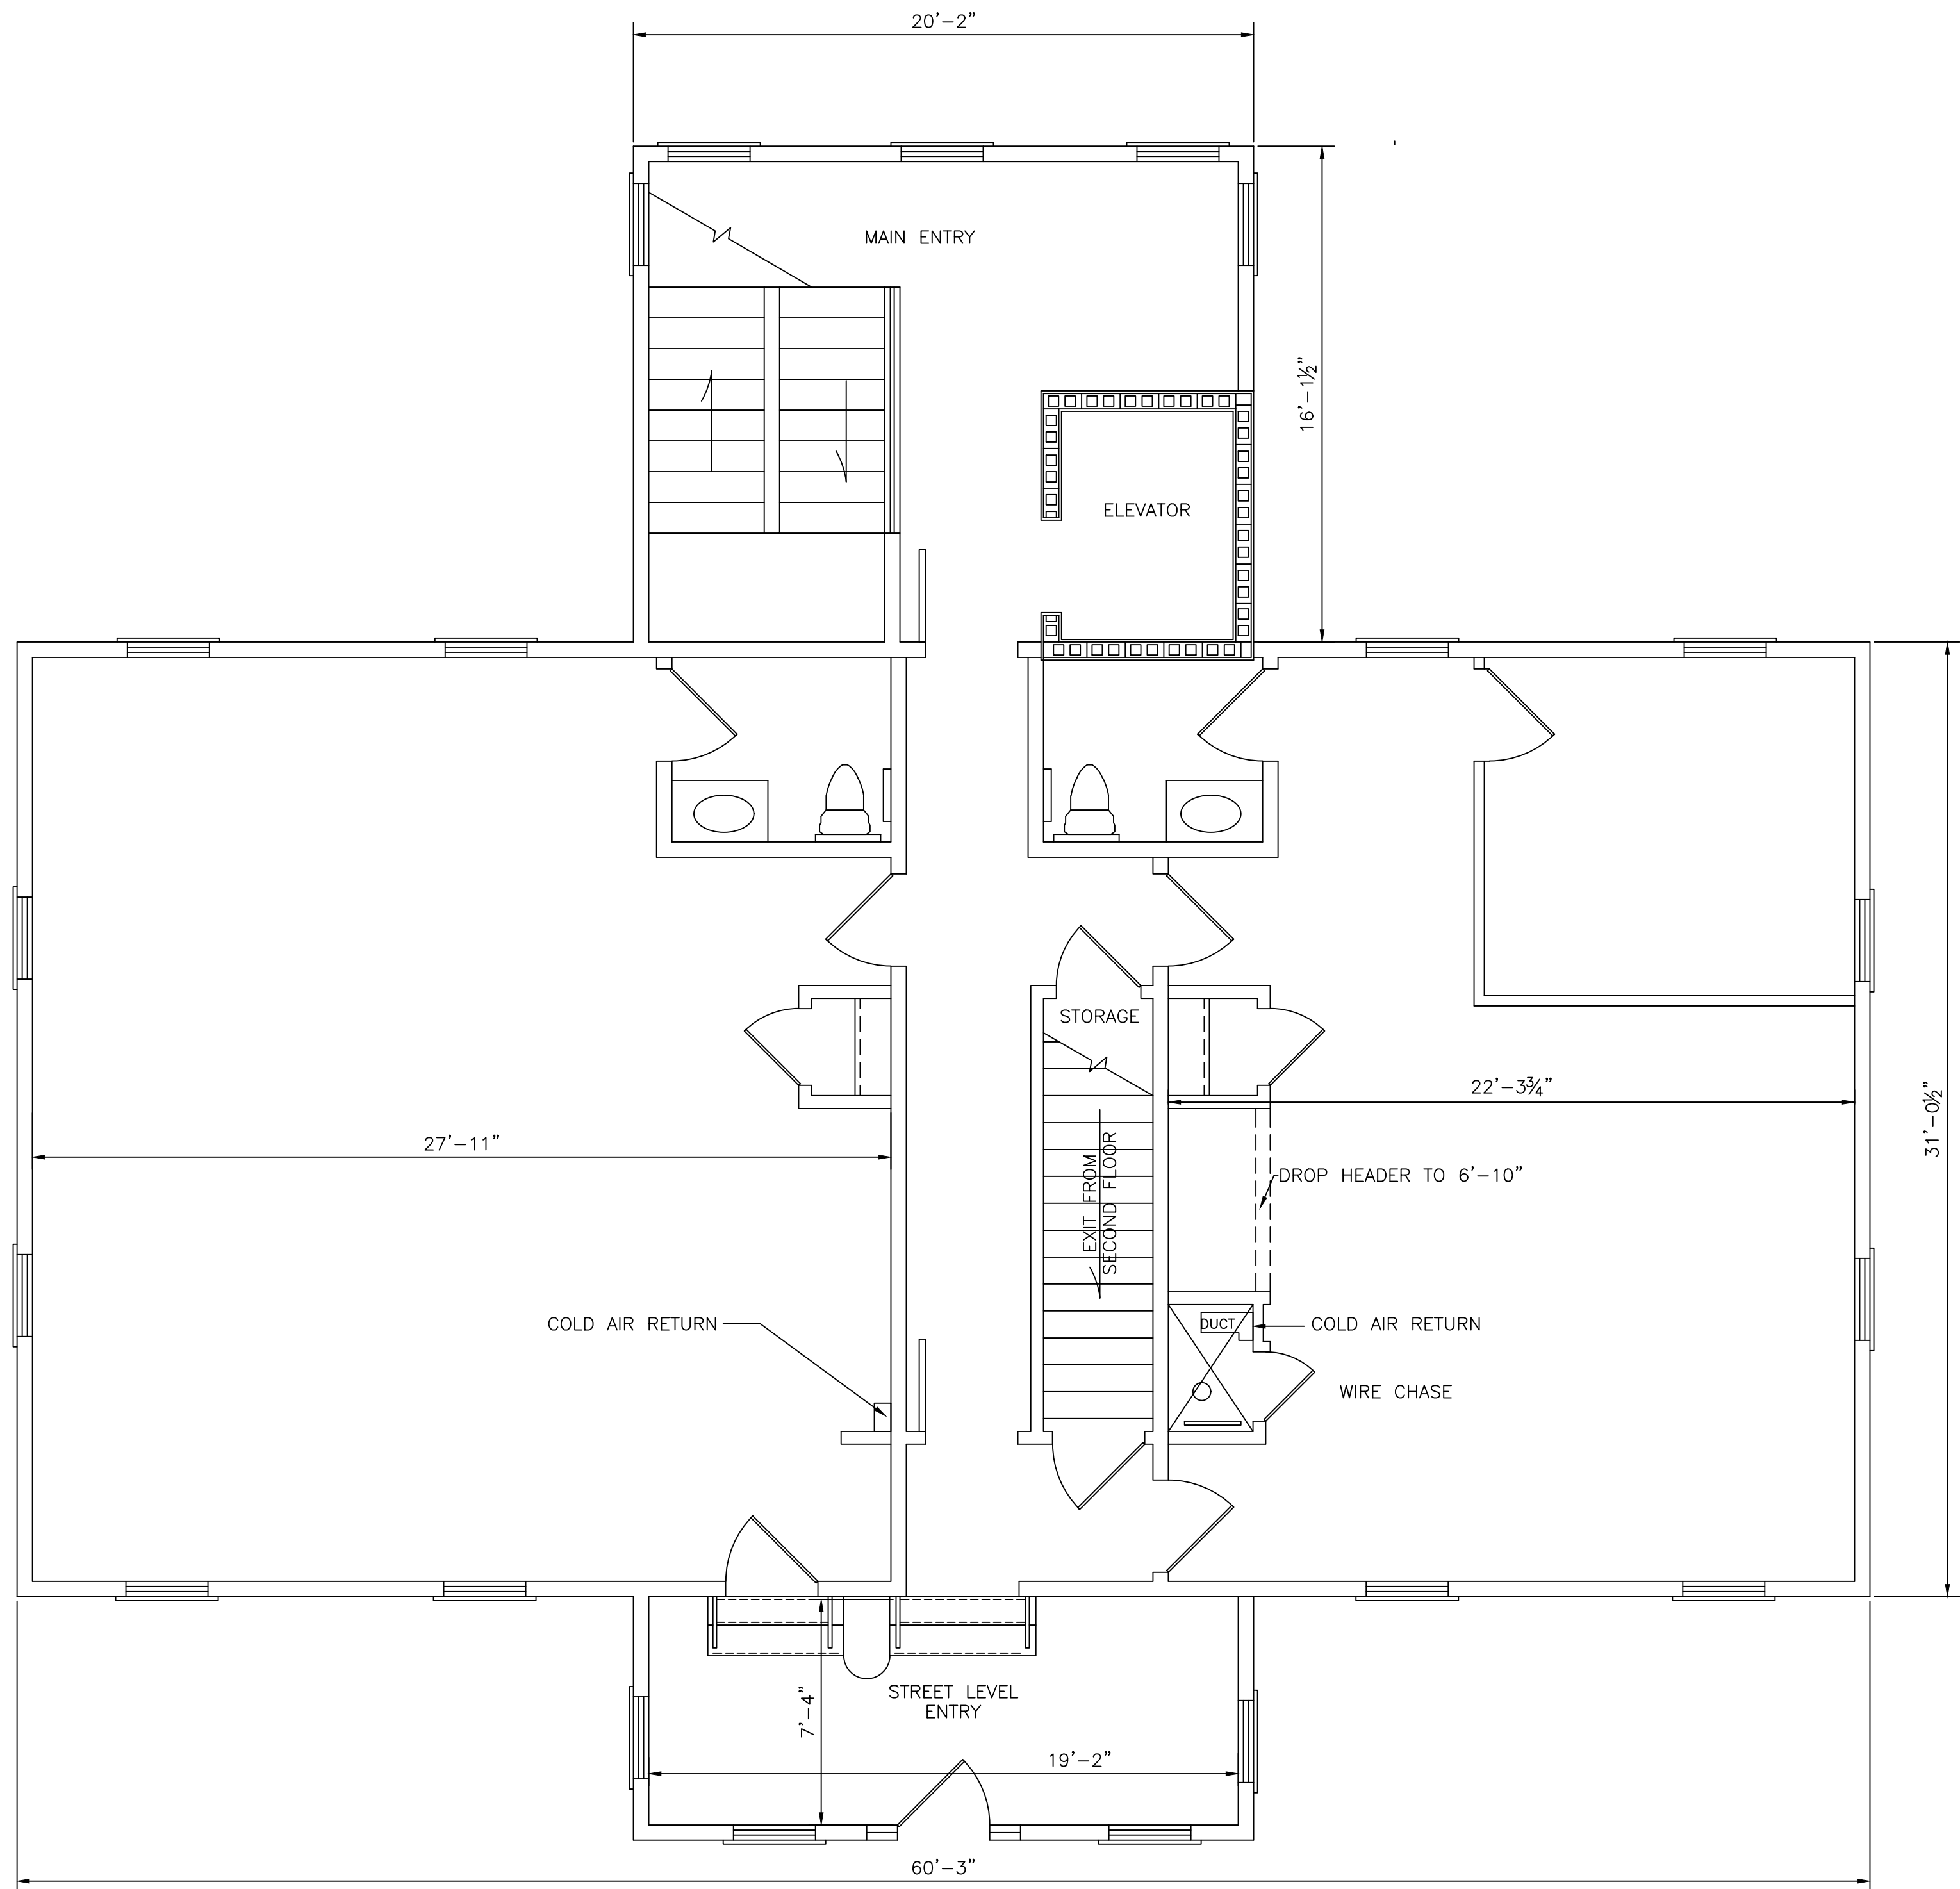 20'-2"
MAIN ENTRY
16'-1½"
ELEVATOR
STORAGE
22'-3¾"
31'-0½"
27'-11"
EXIT FROM
SECOND FLOOR
DROP HEADER TO 6'-10"
COLD AIR RETURN
DUCT
COLD AIR RETURN
WIRE CHASE
STREET LEVEL
ENTRY
7'-4"
19'-2"
60'-3"